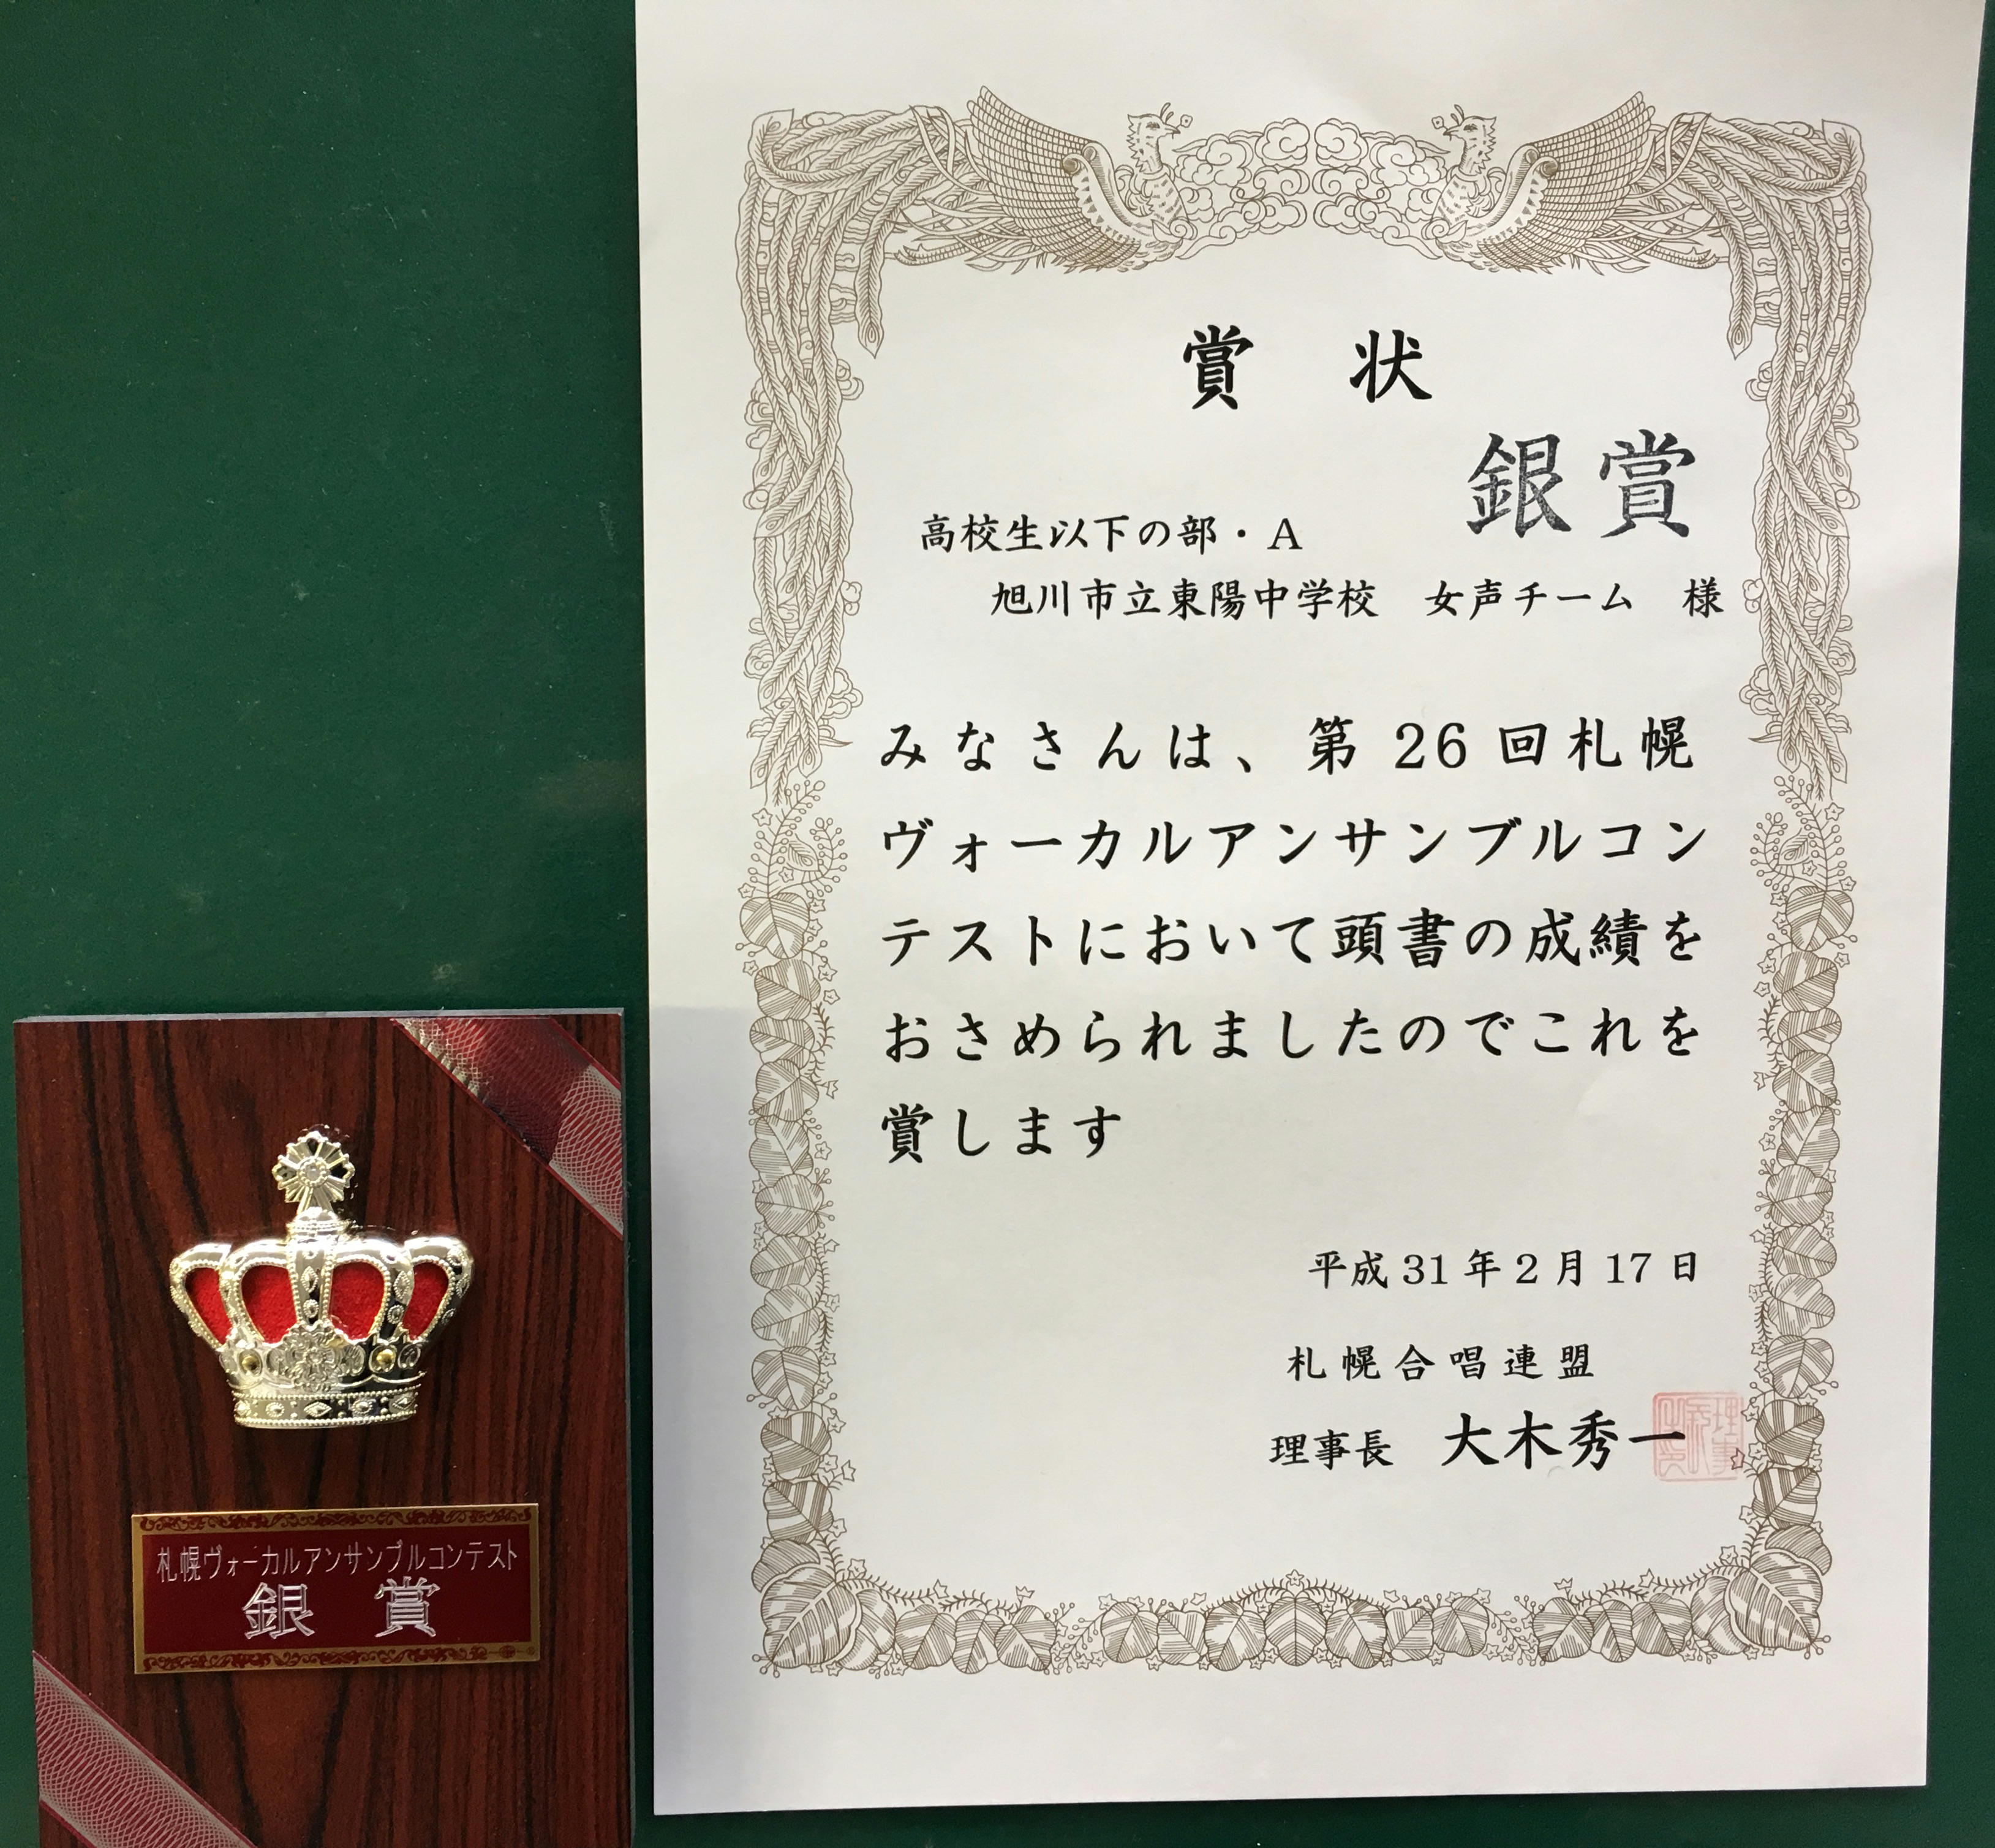 賞 状
銀賞
高校生以下の部・A
旭川市立東陽中学校 女声チーム 様
みなさんは、第26回札幌
ヴォーカルアンサンブルコン
テストにおいて頭書の成績を
おさめられましたのでこれを
賞します
平成31年2月17日
札幌合唱連盟
理事長 大木秀一
札幌ヴォーカルアンサンブルコンテスト
銀 賞